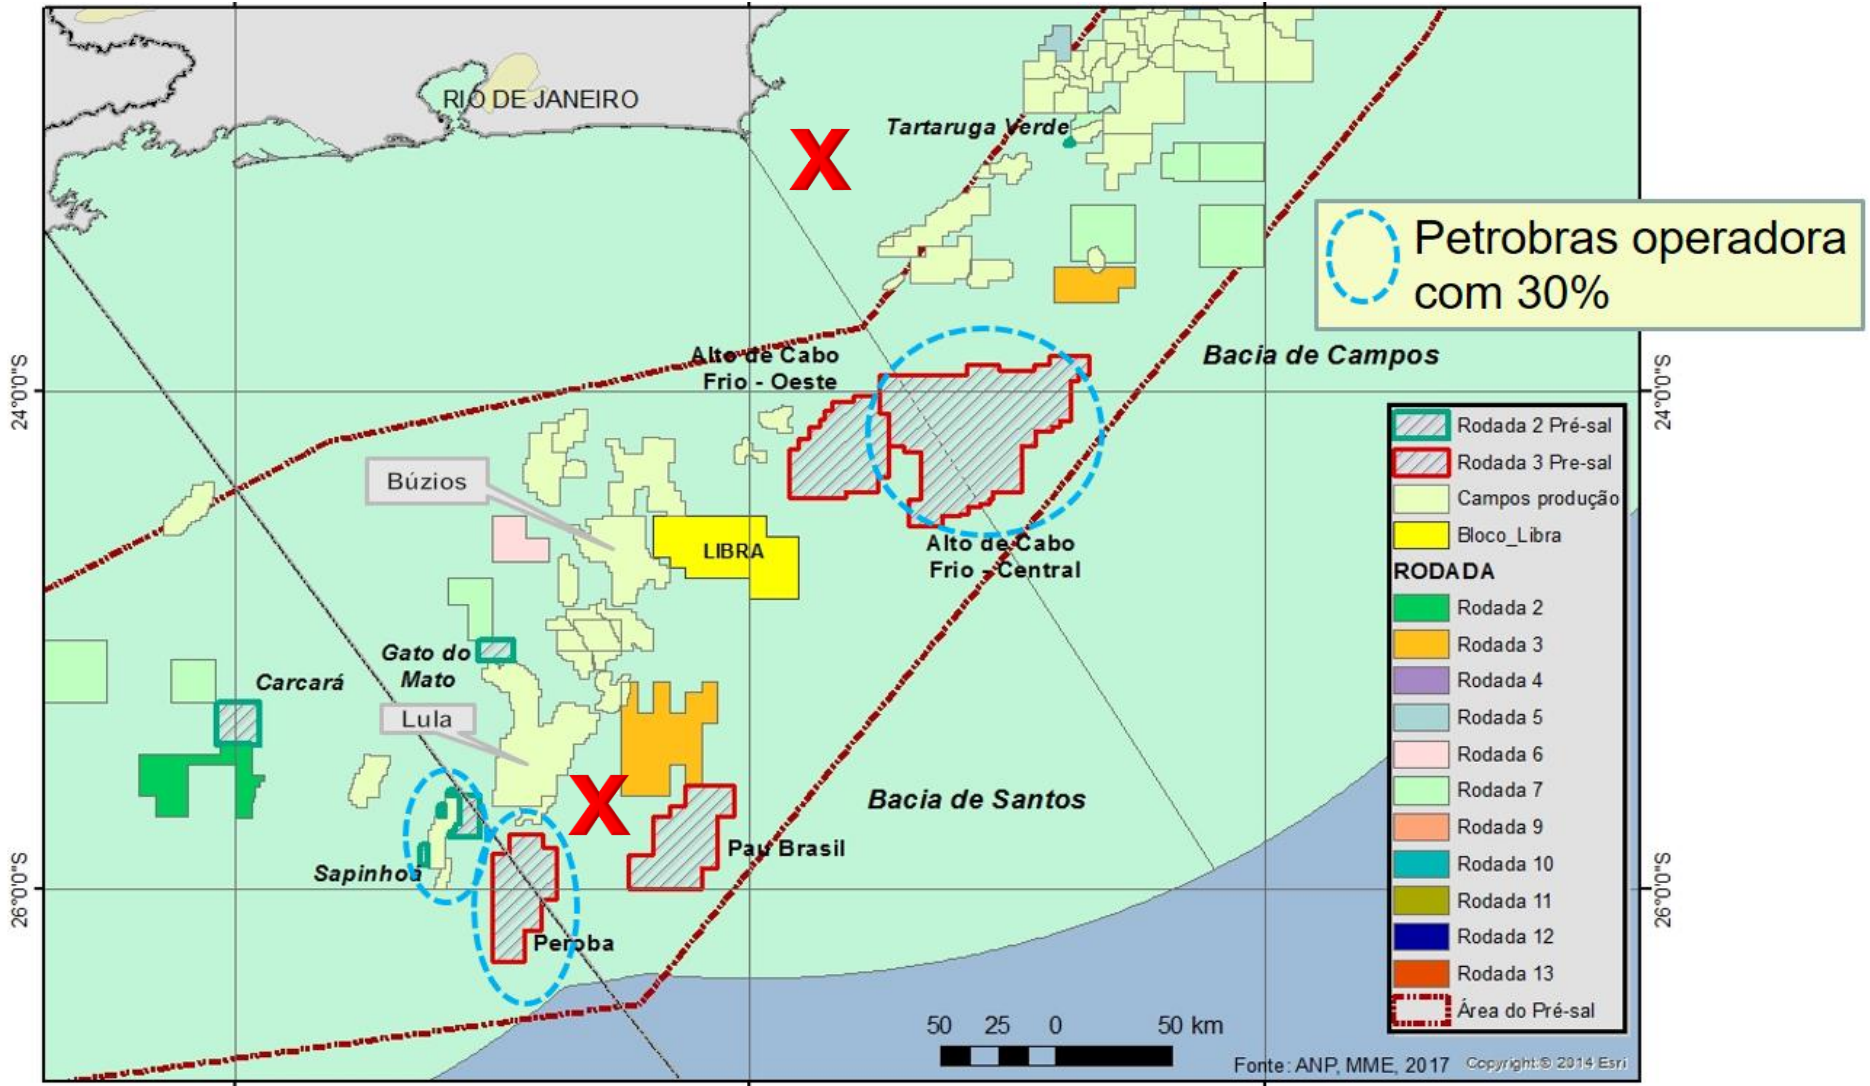 RIO DE JANEIRO
Tartaruga Verde
X
Petrobras operadora
com 30%
Alto de Cabo
Frio - Oeste
Bacia de Campos
24°0'0"S
24°0'0"S
Búzios
LIBRA
Alto de Cabo
Frio - Central
Gato do
Mato
Carcará
Lula
X
Bacia de Santos
Pau Brasil
Sapinhoá
Peroba
26°0'0"S
26°0'0"S
Rodada 2 Pré-sal
Rodada 3 Pre-sal
Campos produção
Bloco_Libra
RODADA
Rodada 2
Rodada 3
Rodada 4
Rodada 5
Rodada 6
Rodada 7
Rodada 9
Rodada 10
Rodada 11
Rodada 12
Rodada 13
Área do Pré-sal
50 25 0 50 km
Fonte: ANP, MME, 2017
Copyright:© 2014 Esri